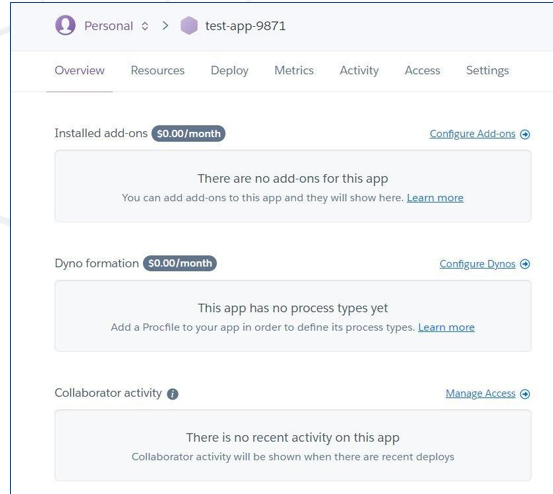 Personal > test-app-9871
Overview Resources Deploy Metrics Activity Access Settings
Installed add-ons $0.00/month Configure Add-ons
There are no add-ons for this app
You can add add-ons to this app and they will show here. Learn more
Dyno formation $0.00/month Configure Dynos
This app has no process types yet
Add a Procfile to your app in order to define its process types. Learn more
Collaborator activity i Manage Access
There is no recent activity on this app
Collaborator activity will be shown when there are recent deploys